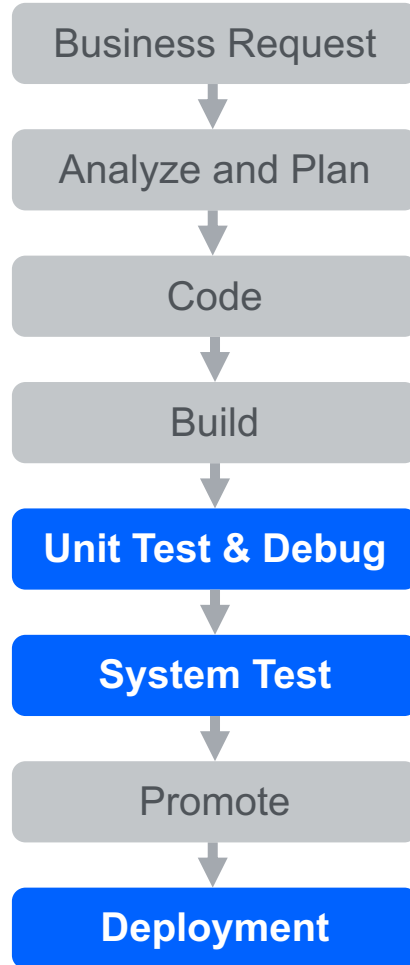 Business Request
Analyze and Plan
Code
Build
Unit Test & Debug
System Test
Promote
Deployment